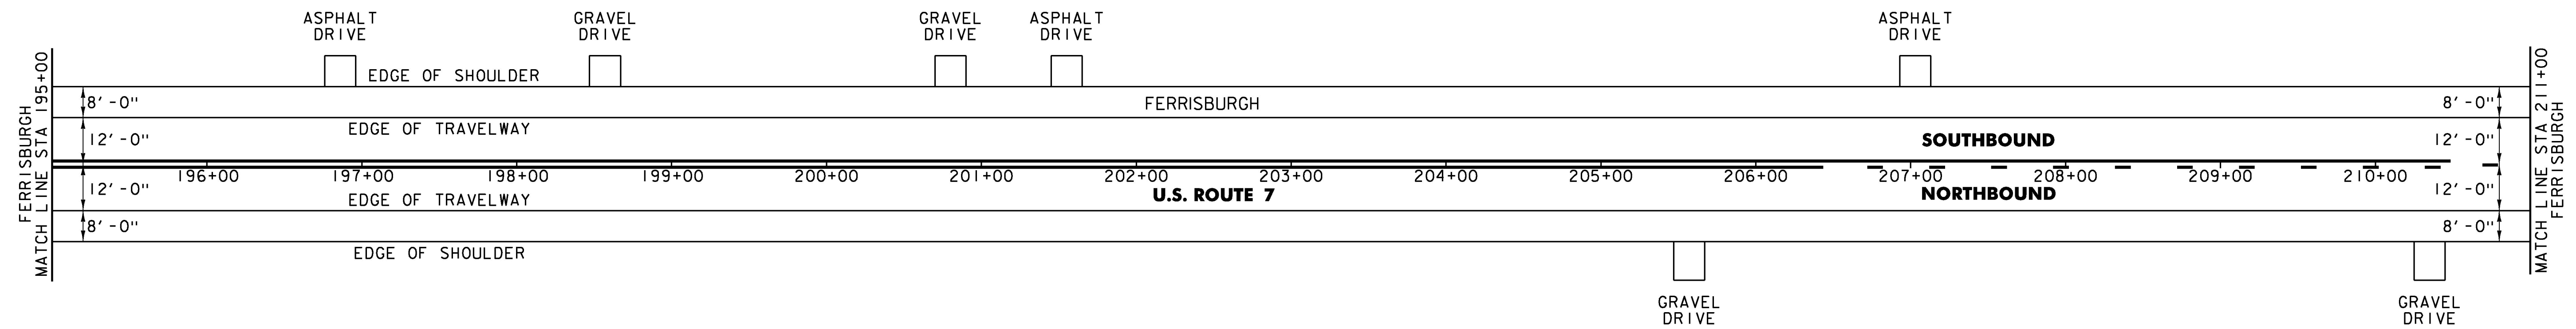 ASPHALT
DRIVE
GRAVEL
DRIVE
GRAVEL
DRIVE
ASPHALT
DRIVE
ASPHALT
DRIVE
FERRISBURGH
MATCH LINE STA 195+00
EDGE OF SHOULDER
8'-0"
FERRISBURGH
8'-0"
EDGE OF TRAVELWAY
12'-0"
SOUTHBOUND
12'-0"
196+00 197+00 198+00 199+00 200+00 201+00 202+00 203+00 204+00 205+00 206+00 207+00 208+00 209+00 210+00
12'-0"
EDGE OF TRAVELWAY
U.S. ROUTE 7
NORTHBOUND
12'-0"
8'-0"
8'-0"
EDGE OF SHOULDER
MATCH LINE STA 211+00
FERRISBURGH
GRAVEL
DRIVE
GRAVEL
DRIVE